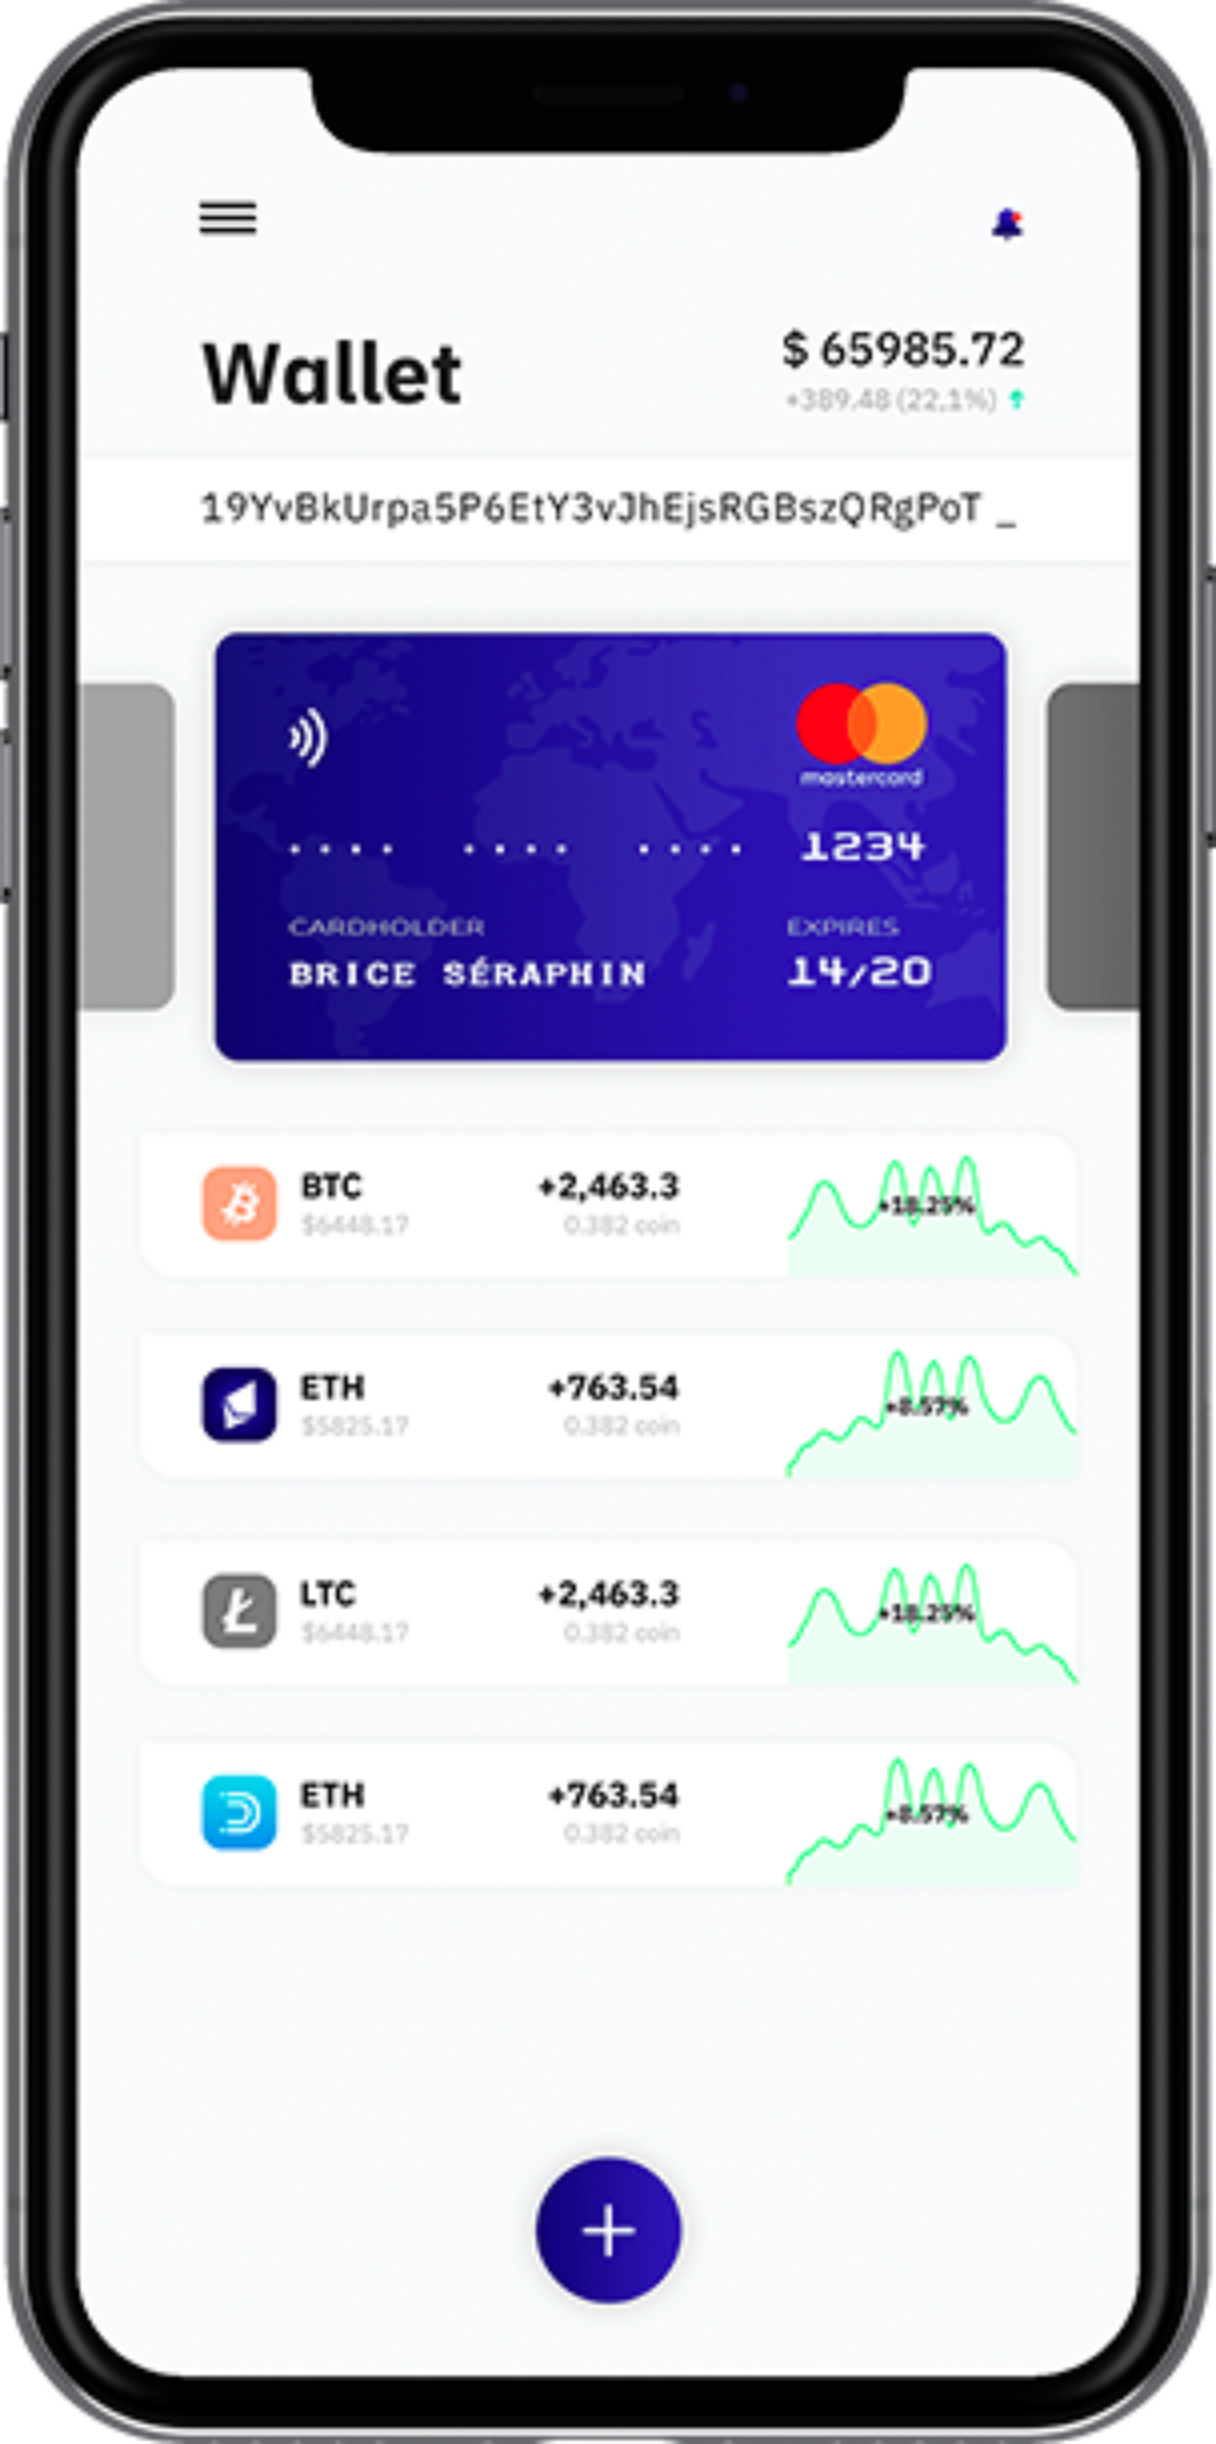 Wallet
$ 65985.72
+389.48 (22,1%)
19YvBkUrpa5P6EtY3vJhEjsRGBszQRgPoT _
mastercard
•••• •••• •••• 1234
CARDHOLDER
EXPIRES
BRICE SÉRAPHIN
14/20
BTC
+2,463.3
+18.25%
$6448.17
0.382 coin
ETH
+763.54
+8.57%
$5825.17
0.382 coin
LTC
+2,463.3
+18.25%
$6448.17
0.382 coin
ETH
+763.54
+8.57%
$5825.17
0.382 coin